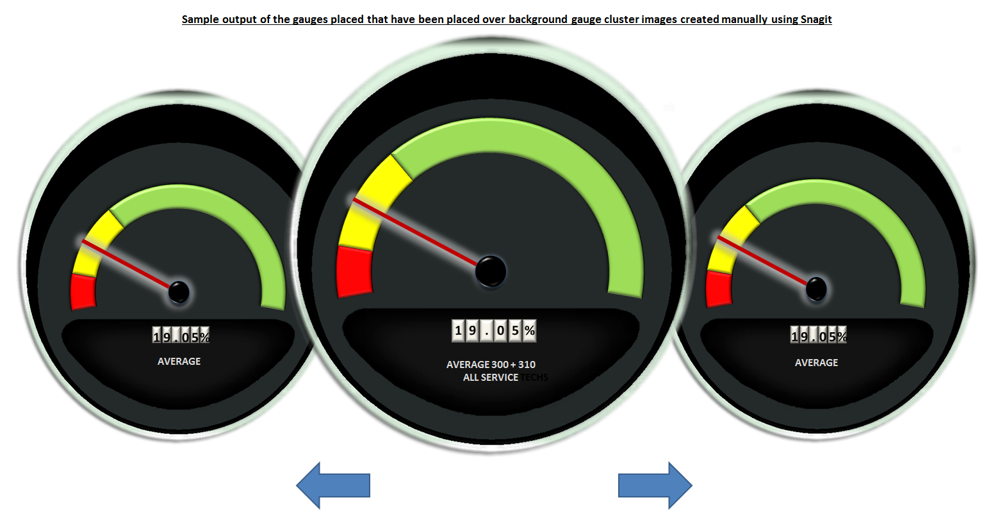 Sample output of the gauges placed that have been placed over background gauge cluster images created manually using Snagit
19.05%
AVERAGE
19.05%
AVERAGE 300 + 310
ALL SERVICE TECHS
19.05%
AVERAGE